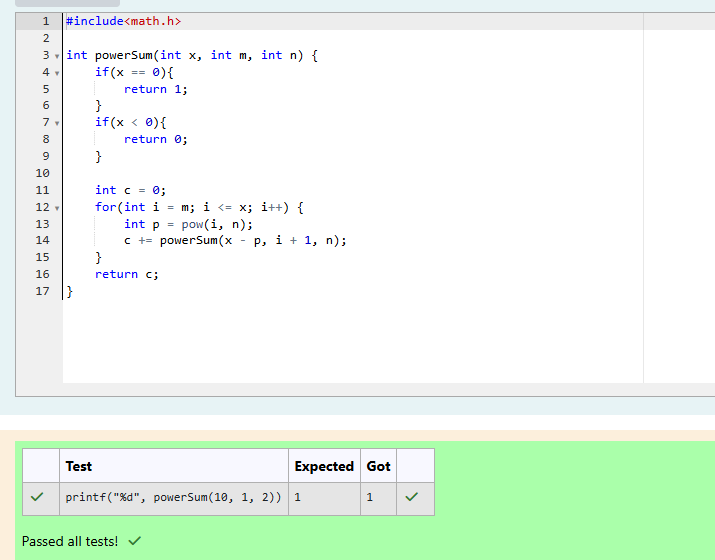 1 #include<math.h>
2
3 int powerSum(int x, int m, int n) {
4     if(x == 0){
5         return 1;
6     }
7     if(x < 0){
8         return 0;
9     }
10
11     int c = 0;
12     for(int i = m; i <= x; i++) {
13         int p = pow(i, n);
14         c += powerSum(x - p, i + 1, n);
15     }
16     return c;
17 }
Test Expected Got
✓ printf("%d", powerSum(10, 1, 2)) 1 1 ✓
Passed all tests! ✓